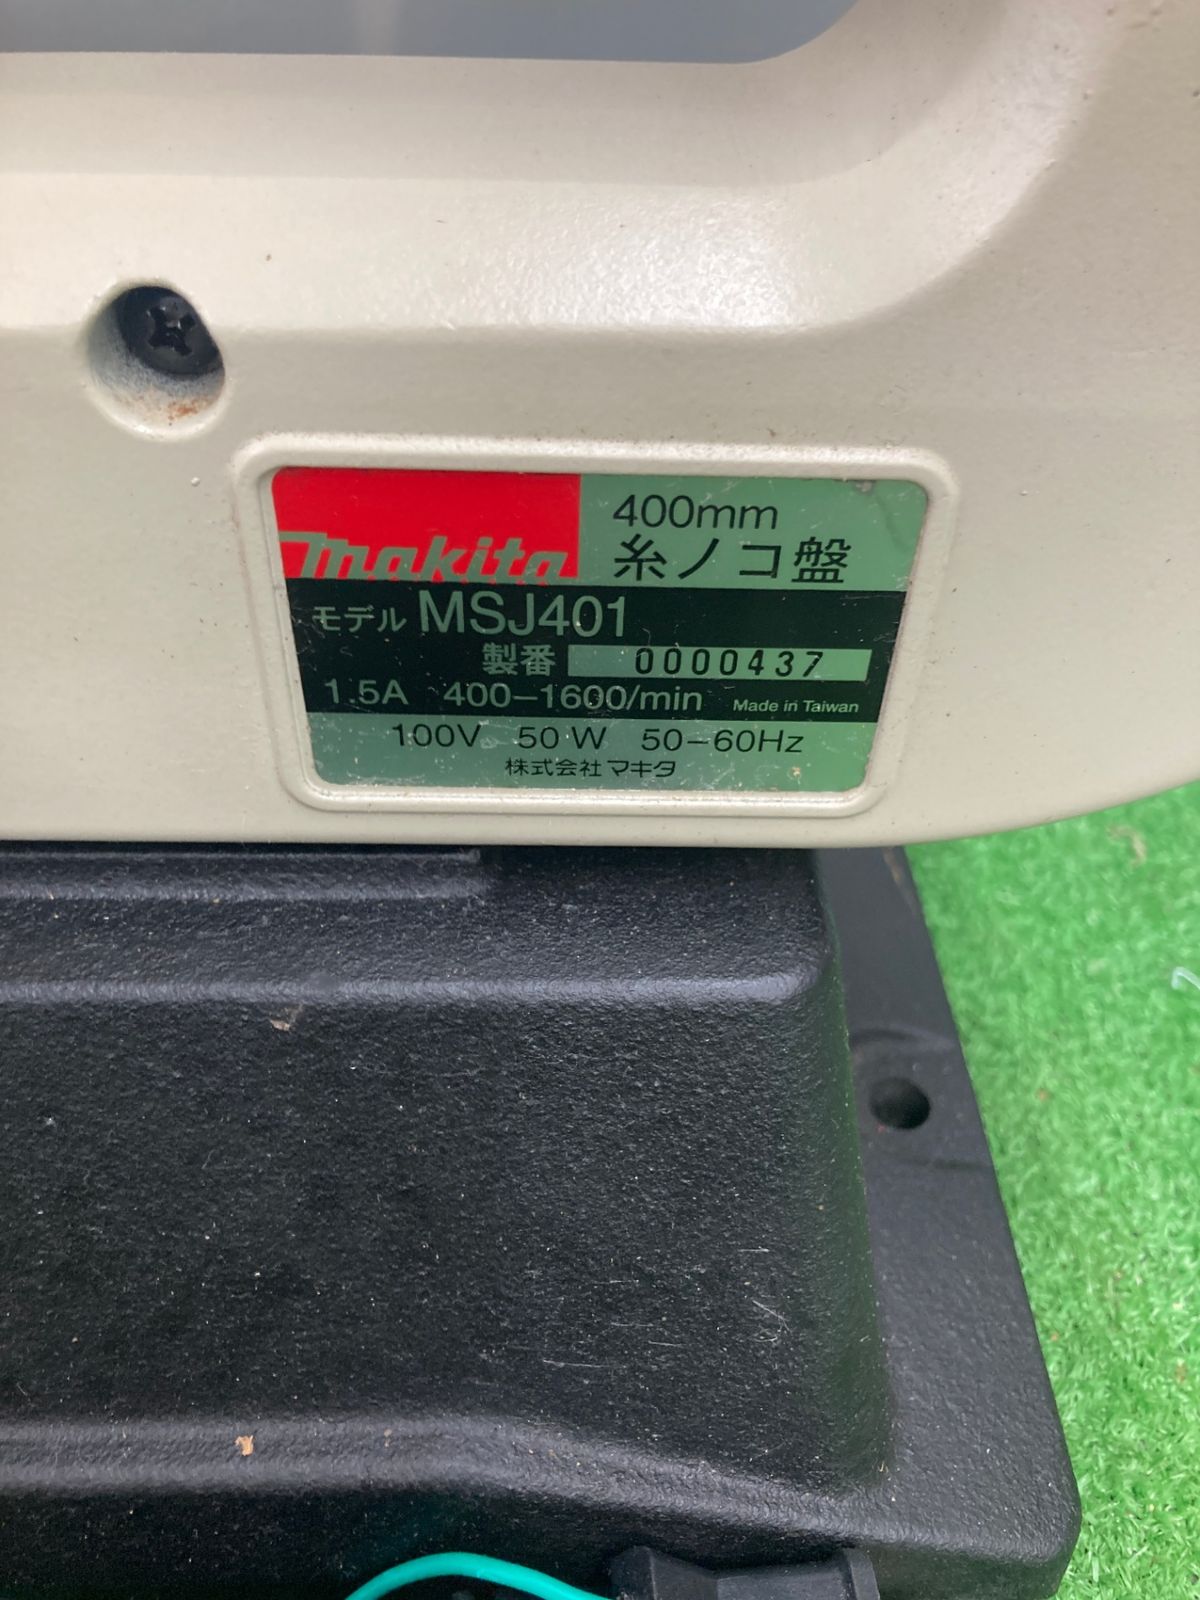 makita
400mm
糸ノコ盤
モデル MSJ401
製番 0000437
1.5A 400-1600/min Made in Taiwan
100V 50W 50-60Hz
株式会社マキタ